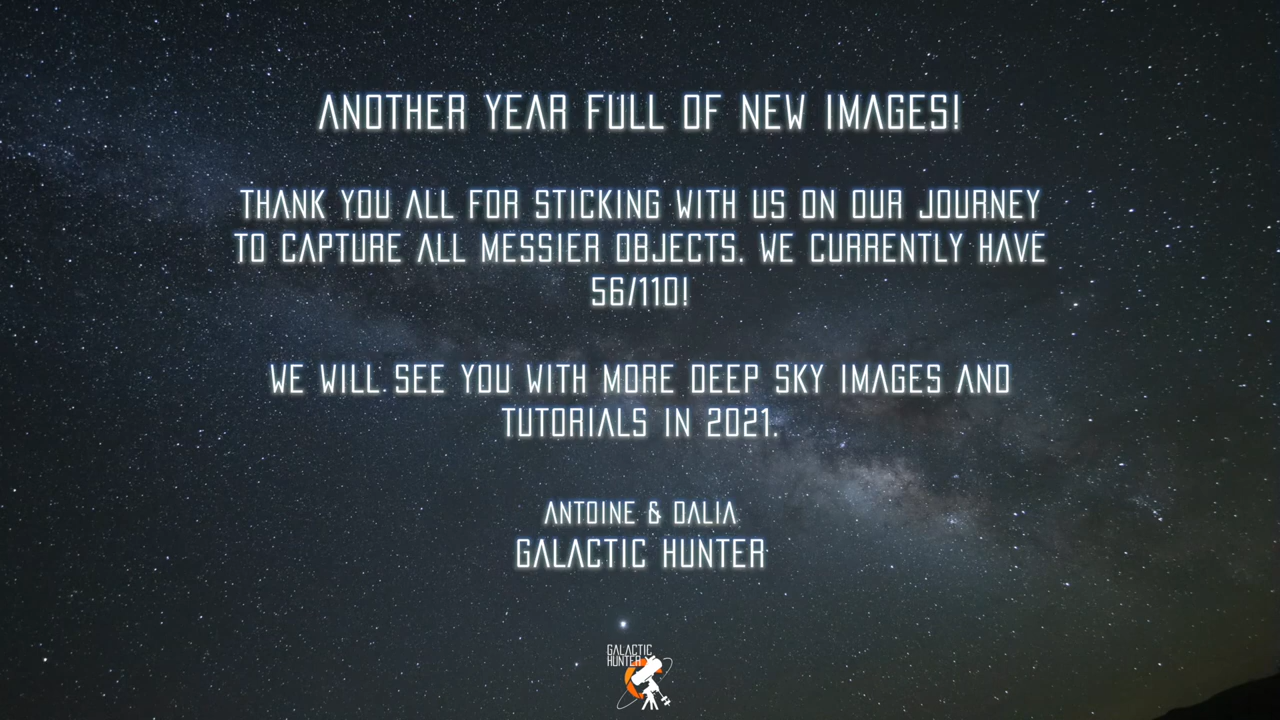 ANOTHER YEAR FULL OF NEW IMAGES!
THANK YOU ALL FOR STICKING WITH US ON OUR JOURNEY
TO CAPTURE ALL MESSIER OBJECTS. WE CURRENTLY HAVE
56/110!
WE WILL SEE YOU WITH MORE DEEP SKY IMAGES AND
TUTORIALS IN 2021.
ANTOINE & DALIA
GALACTIC HUNTER
GALACTIC
HUNTER